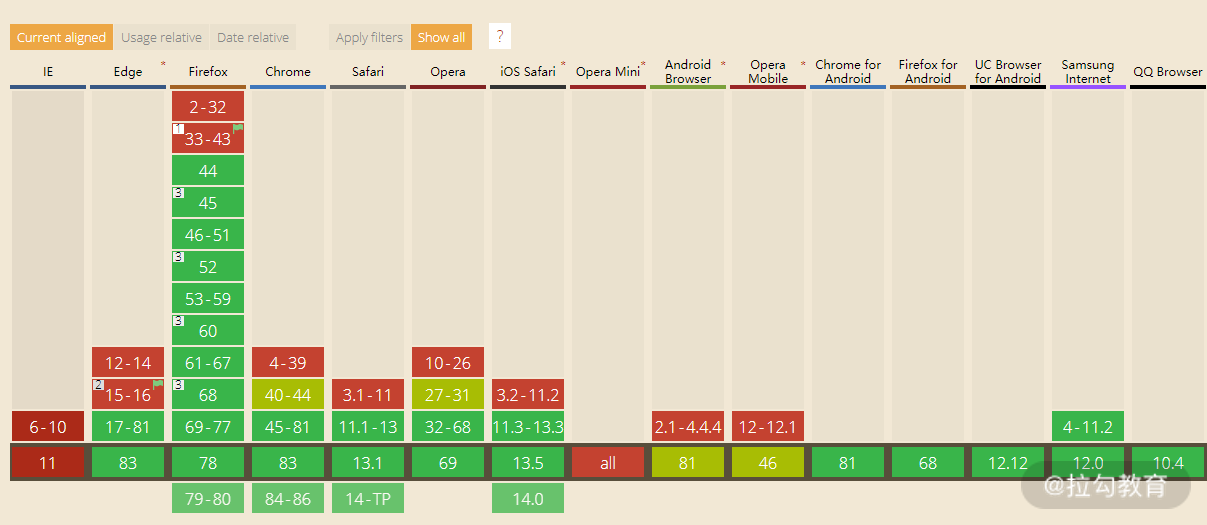 Current aligned Usage relative Date relative Apply filters Show all ?
IE Edge * Firefox Chrome Safari Opera iOS Safari * Opera Mini * Android Browser * Opera Mobile * Chrome for Android Firefox for Android UC Browser for Android Samsung Internet QQ Browser
2-32
1 33-43
44
3 45
46-51
3 52
53-59
3 60
12-14 61-67 4-39 10-26
2 15-16 3 68 40-44 3.1-11 27-31 3.2-11.2
6-10 17-81 69-77 45-81 11.1-13 32-68 11.3-13.3 2.1-4.4.4 12-12.1 4-11.2
11 83 78 83 13.1 69 13.5 all 81 46 81 68 12.12 12.0 10.4
79-80 84-86 14-TP 14.0
@拉勾教育